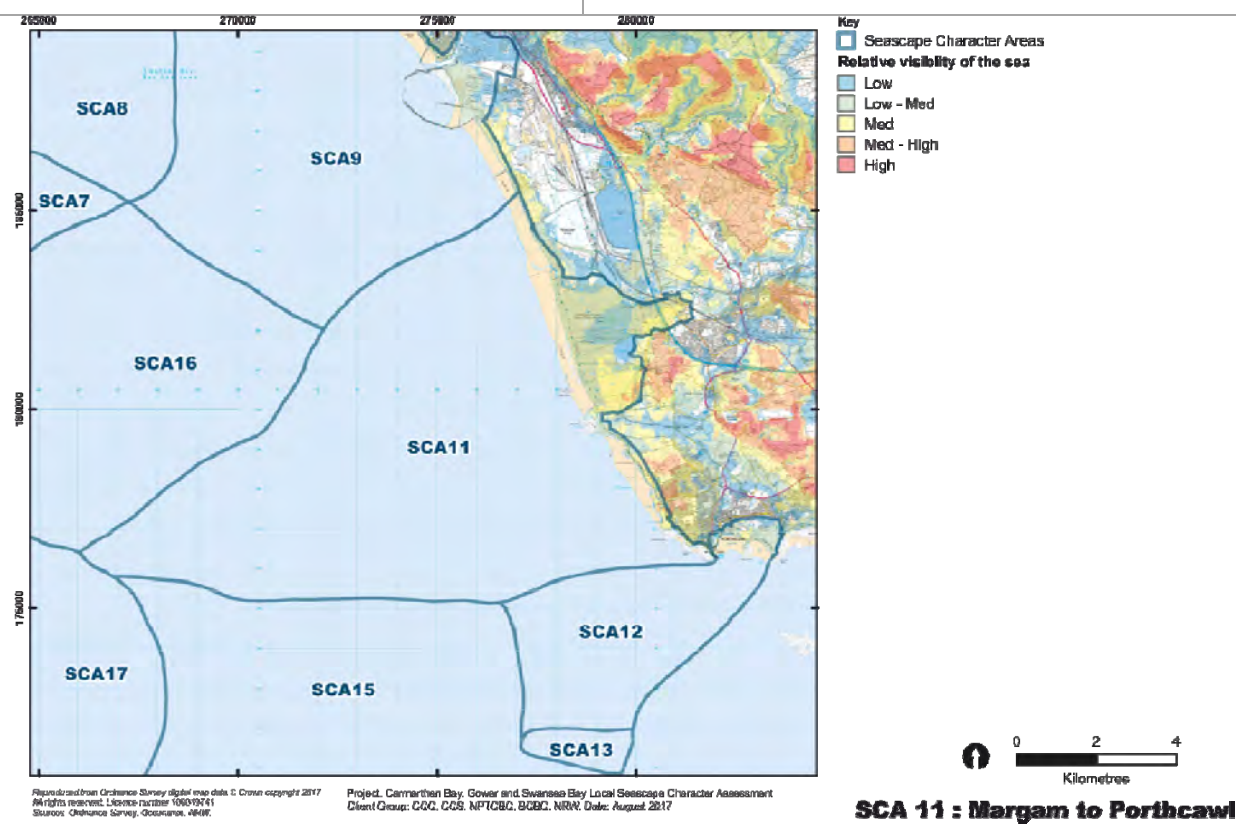 265000 270000 275000 280000
Key
Seascape Character Areas
Relative visibility of the sea
Low
Low - Med
Med
Med - High
High
SCA8
SCA9
SCA7
185000
SCA16
180000
SCA11
175000
SCA12
SCA17
SCA15
SCA13
0 2 4
Kilometres
Reproduced from Ordnance Survey digital map data © Crown copyright 2017
All rights reserved. Licence number 100019741
Sources: Ordnance Survey, Oceanwise, NRW.
Project. Carmarthen Bay, Gower and Swansea Bay Local Seascape Character Assessment
Client Group: CCC, CCS, NPTCBC, BCBC, NRW. Date: August 2017
SCA 11 : Margam to Porthcawl